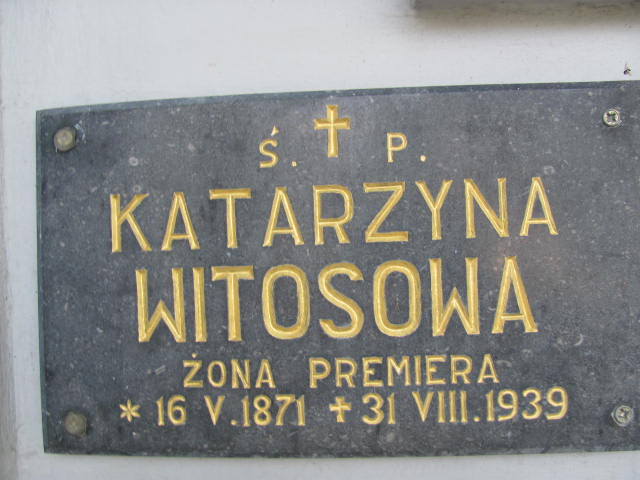 Ś. ✝ P.
KATARZYNA
WITOSOWA
ŻONA PREMIERA
* 16 V.1871 ✝ 31 VIII.1939